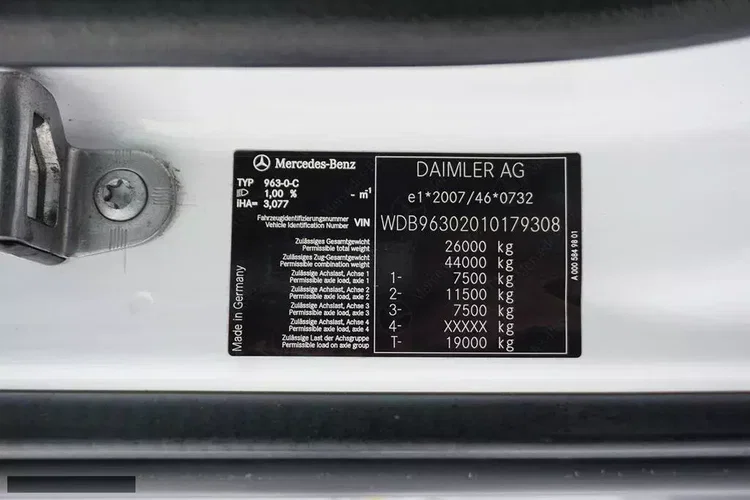 Mercedes-Benz
TYP 963-0-C
1,00 % - m⁻¹
IHA= 3,077
Fahrzeugidentifizierungsnummer
Vehicle Identification Number VIN
Zulässiges Gesamtgewicht
Permissible total weight
Zulässiges Zug-Gesamtgewicht
Permissible combination weight
Zulässige Achslast, Achse 1
Permissible axle load, axle 1
Zulässige Achslast, Achse 2
Permissible axle load, axle 2
Zulässige Achslast, Achse 3
Permissible axle load, axle 3
Zulässige Achslast, Achse 4
Permissible axle load, axle 4
Zulässige Last der Achsgruppe
Permissible load on axle group
Made in Germany
DAIMLER AG
e1*2007/46*0732
WDB96302010179308
26000 kg
44000 kg
1- 7500 kg
2- 11500 kg
3- 7500 kg
4- XXXXX kg
T- 19000 kg
A 000 584 98 01